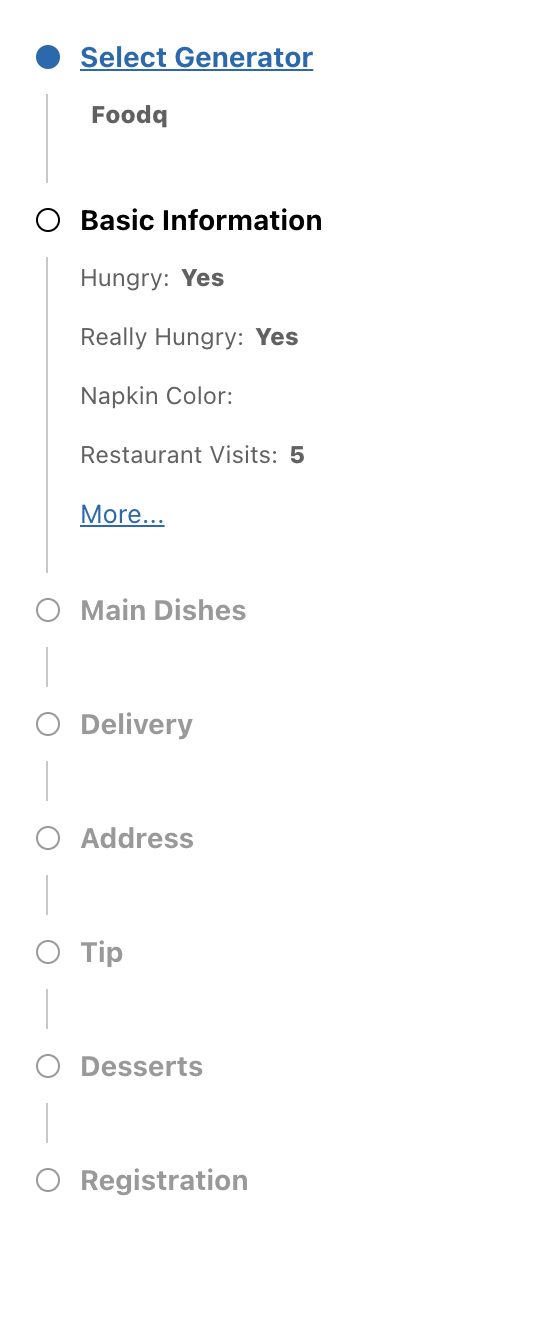 Select Generator
Foodq
Basic Information
Hungry: Yes
Really Hungry: Yes
Napkin Color:
Restaurant Visits: 5
More...
Main Dishes
Delivery
Address
Tip
Desserts
Registration